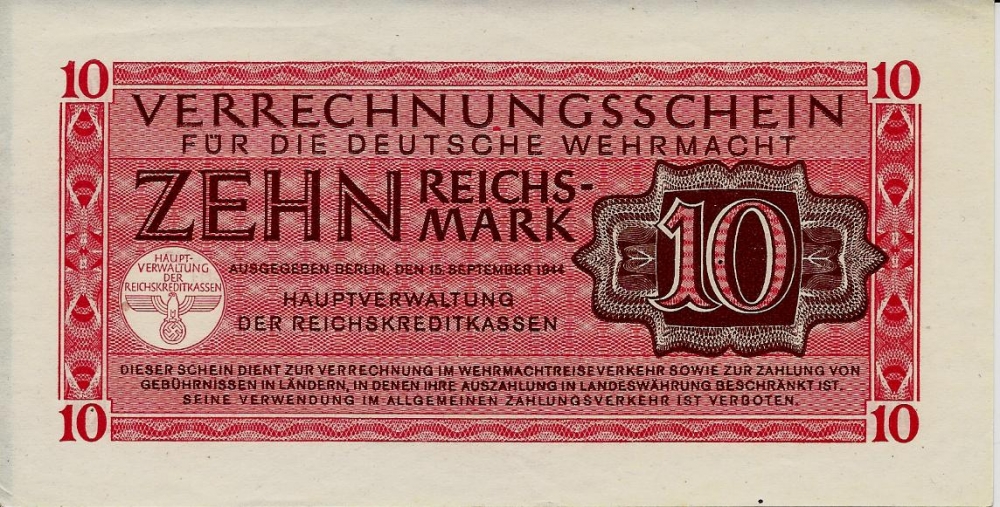 10 10
VERRECHNUNGSSCHEIN
FÜR DIE DEUTSCHE WEHRMACHT
ZEHN REICHS-
MARK
10
HAUPT-
VERWALTUNG
DER
REICHSKREDITKASSEN
AUSGEGEBEN BERLIN, DEN 15. SEPTEMBER 1944
HAUPTVERWALTUNG
DER REICHSKREDITKASSEN
DIESER SCHEIN DIENT ZUR VERRECHNUNG IM WEHRMACHTREISEVERKEHR SOWIE ZUR ZAHLUNG VON
GEBÜHRNISSEN IN LÄNDERN, IN DENEN IHRE AUSZAHLUNG IN LANDESWÄHRUNG BESCHRÄNKT IST.
SEINE VERWENDUNG IM ALLGEMEINEN ZAHLUNGSVERKEHR IST VERBOTEN.
10 10